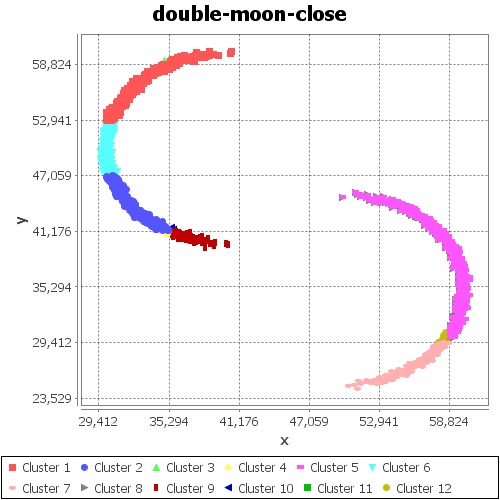 double-moon-close
58,824
52,941
47,059
41,176
35,294
29,412
23,529
y
29,412 35,294 41,176 47,059 52,941 58,824
x
Cluster 1 Cluster 2 Cluster 3 Cluster 4 Cluster 5 Cluster 6
Cluster 7 Cluster 8 Cluster 9 Cluster 10 Cluster 11 Cluster 12